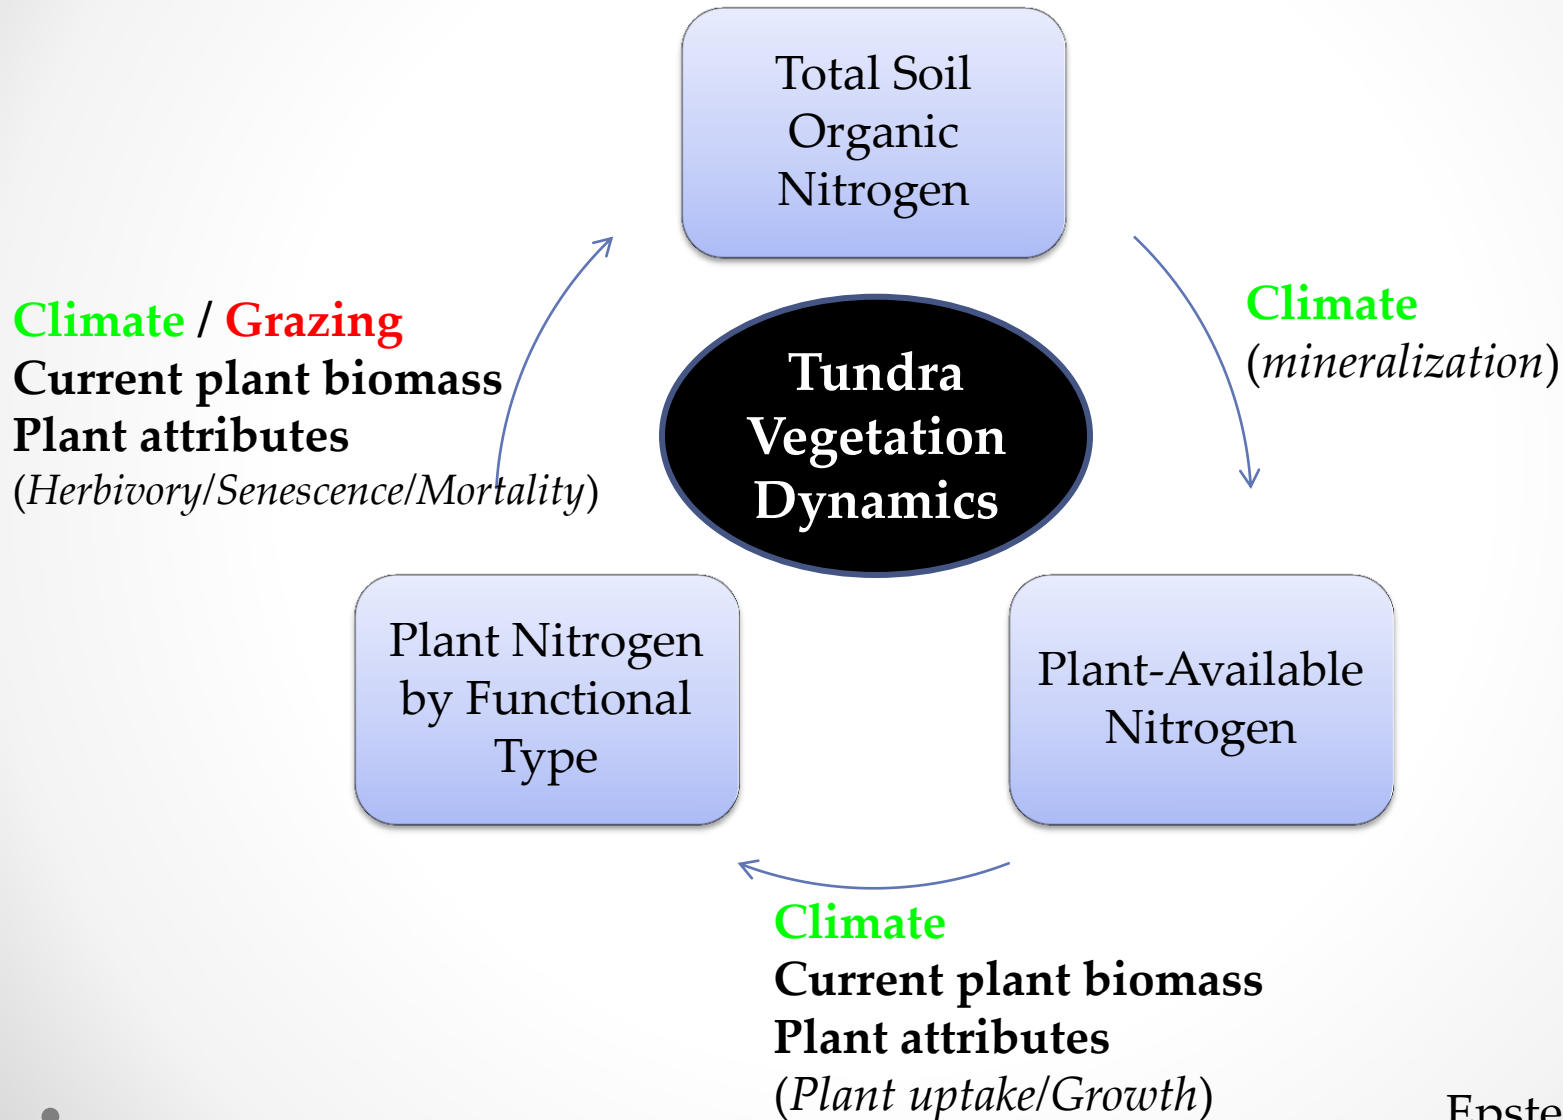 Total Soil
Organic
Nitrogen
Climate / Grazing
Current plant biomass
Plant attributes
(Herbivory/Senescence/Mortality)
Climate
(mineralization)
Tundra
Vegetation
Dynamics
Plant Nitrogen
by Functional
Type
Plant-Available
Nitrogen
Climate
Current plant biomass
Plant attributes
(Plant uptake/Growth)